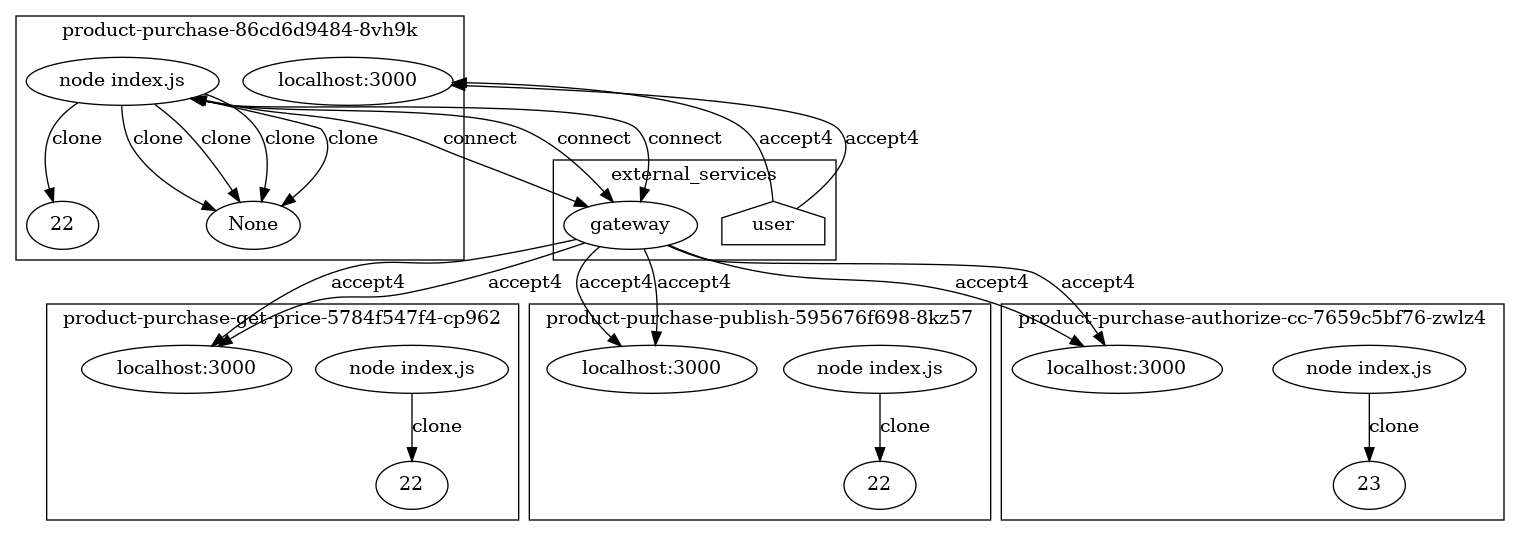 product-purchase-86cd6d9484-8vh9k
node index.js
localhost:3000
clone
clone
clone
clone
clone
connect
connect
connect
accept4
accept4
external_services
22
None
gateway
user
accept4
accept4
accept4
accept4
accept4
accept4
product-purchase-get-price-5784f547f4-cp962
localhost:3000
node index.js
clone
22
product-purchase-publish-595676f698-8kz57
localhost:3000
node index.js
clone
22
product-purchase-authorize-cc-7659c5bf76-zwlz4
localhost:3000
node index.js
clone
23